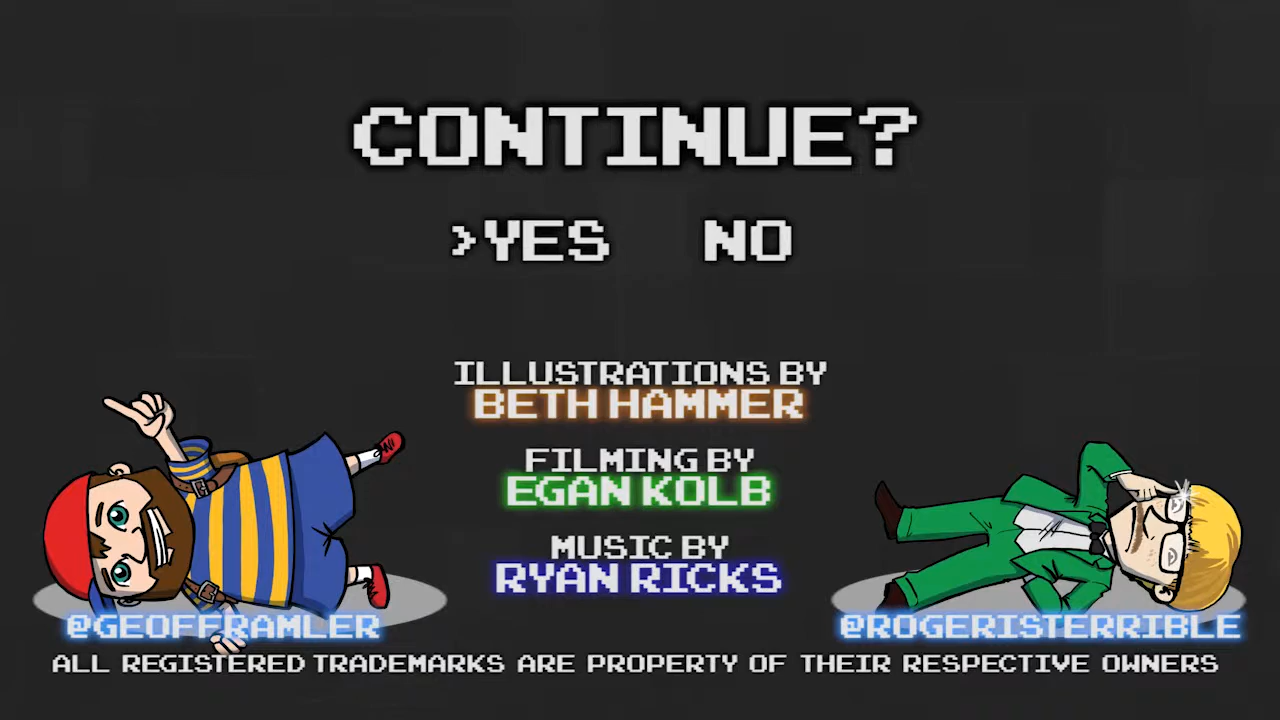 CONTINUE?
>YES NO
ILLUSTRATIONS BY
BETH HAMMER
FILMING BY
EGAN KOLB
MUSIC BY
RYAN RICKS
@GEOFFRAMLER
@ROGERISTERRIBLE
ALL REGISTERED TRADEMARKS ARE PROPERTY OF THEIR RESPECTIVE OWNERS